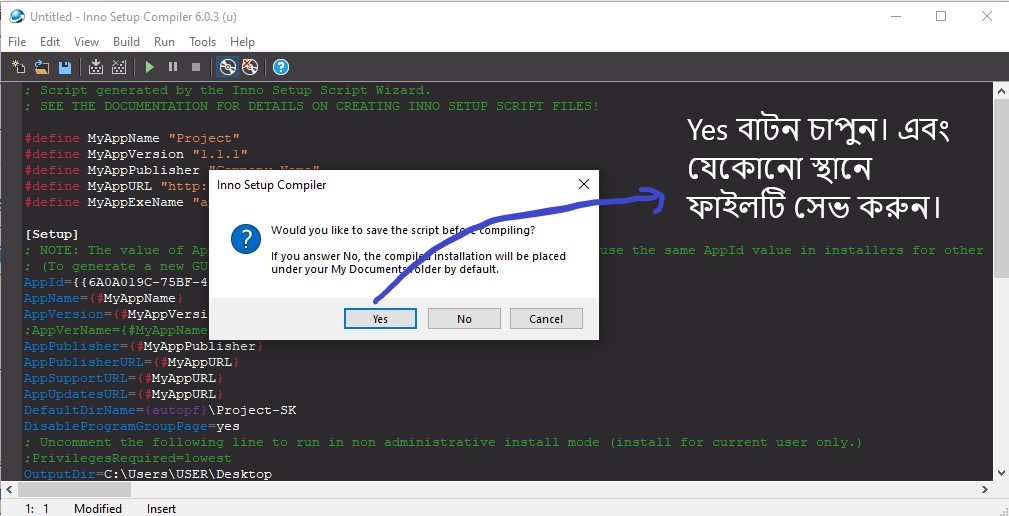 Untitled - Inno Setup Compiler 6.0.3 (u)
File Edit View Build Run Tools Help
; Script generated by the Inno Setup Script Wizard.
; SEE THE DOCUMENTATION FOR DETAILS ON CREATING INNO SETUP SCRIPT FILES!
#define MyAppName "Project"
#define MyAppVersion "1.1.1"
#define MyAppPublisher "Company Name"
#define MyAppURL "http:
#define MyAppExeName "a
Yes বাটন চাপুন। এবং
যেকোনো স্থানে
ফাইলটি সেভ করুন।
Inno Setup Compiler
Would you like to save the script before compiling?
If you answer No, the compiled installation will be placed
under your My Documents folder by default.
Yes No Cancel
[Setup]
; NOTE: The value of Ap use the same AppId value in installers for other
; (To generate a new GU
AppId={{6A0A019C-75BF-4
AppName={#MyAppName}
AppVersion={#MyAppVersi
;AppVerName={#MyAppName
AppPublisher={#MyAppPublisher}
AppPublisherURL={#MyAppURL}
AppSupportURL={#MyAppURL}
AppUpdatesURL={#MyAppURL}
DefaultDirName={autopf}\Project-SK
DisableProgramGroupPage=yes
; Uncomment the following line to run in non administrative install mode (install for current user only.)
;PrivilegesRequired=lowest
OutputDir=C:\Users\USER\Desktop
1: 1 Modified Insert